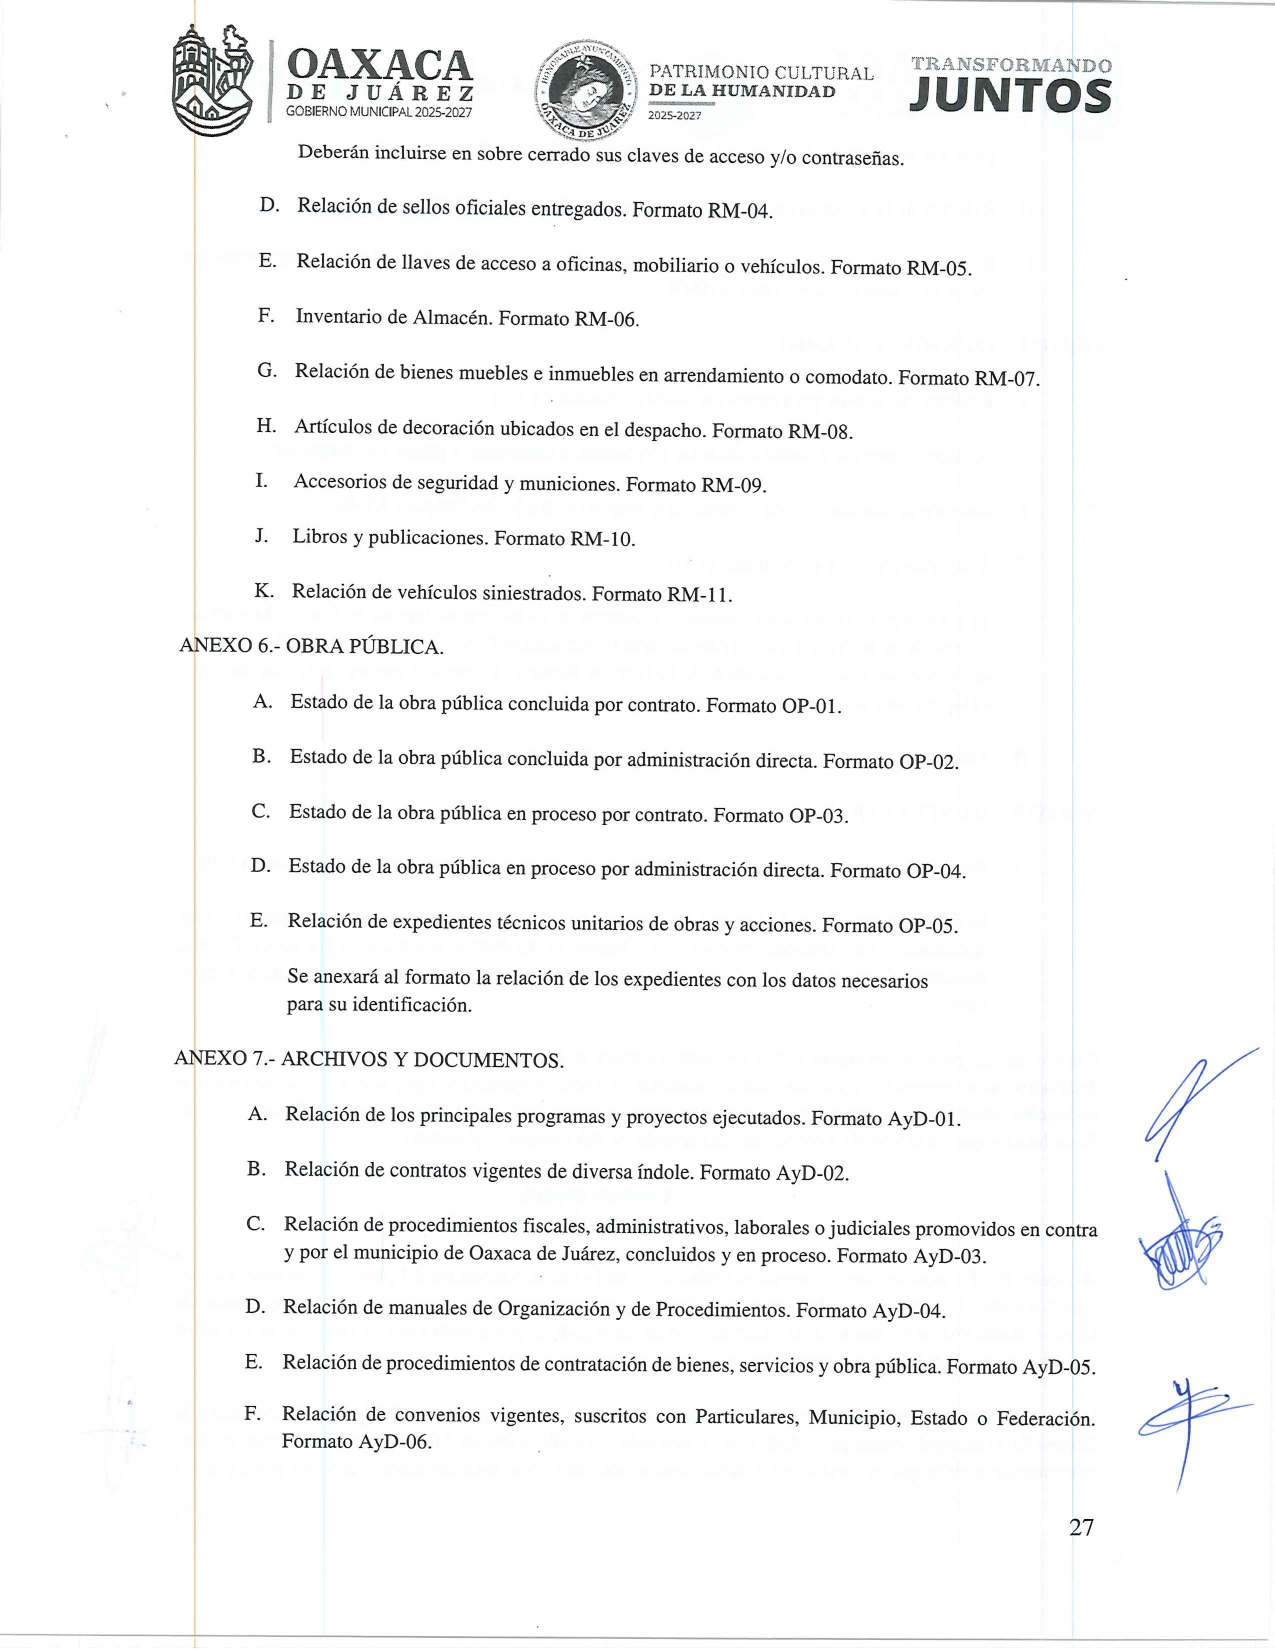 OAXACA
DE JUÁREZ
GOBIERNO MUNICIPAL 2025-2027
HONORABLE AYUNTAMIENTO
OAXACA DE JUÁREZ
PATRIMONIO CULTURAL
DE LA HUMANIDAD
2025-2027
TRANSFORMANDO
JUNTOS
Deberán incluirse en sobre cerrado sus claves de acceso y/o contraseñas.
D. Relación de sellos oficiales entregados. Formato RM-04.
E. Relación de llaves de acceso a oficinas, mobiliario o vehículos. Formato RM-05.
F. Inventario de Almacén. Formato RM-06.
G. Relación de bienes muebles e inmuebles en arrendamiento o comodato. Formato RM-07.
H. Artículos de decoración ubicados en el despacho. Formato RM-08.
I. Accesorios de seguridad y municiones. Formato RM-09.
J. Libros y publicaciones. Formato RM-10.
K. Relación de vehículos siniestrados. Formato RM-11.
ANEXO 6.- OBRA PÚBLICA.
A. Estado de la obra pública concluida por contrato. Formato OP-01.
B. Estado de la obra pública concluida por administración directa. Formato OP-02.
C. Estado de la obra pública en proceso por contrato. Formato OP-03.
D. Estado de la obra pública en proceso por administración directa. Formato OP-04.
E. Relación de expedientes técnicos unitarios de obras y acciones. Formato OP-05.
Se anexará al formato la relación de los expedientes con los datos necesarios
para su identificación.
ANEXO 7.- ARCHIVOS Y DOCUMENTOS.
A. Relación de los principales programas y proyectos ejecutados. Formato AyD-01.
B. Relación de contratos vigentes de diversa índole. Formato AyD-02.
C. Relación de procedimientos fiscales, administrativos, laborales o judiciales promovidos en contra
y por el municipio de Oaxaca de Juárez, concluidos y en proceso. Formato AyD-03.
D. Relación de manuales de Organización y de Procedimientos. Formato AyD-04.
E. Relación de procedimientos de contratación de bienes, servicios y obra pública. Formato AyD-05.
F. Relación de convenios vigentes, suscritos con Particulares, Municipio, Estado o Federación.
Formato AyD-06.
27